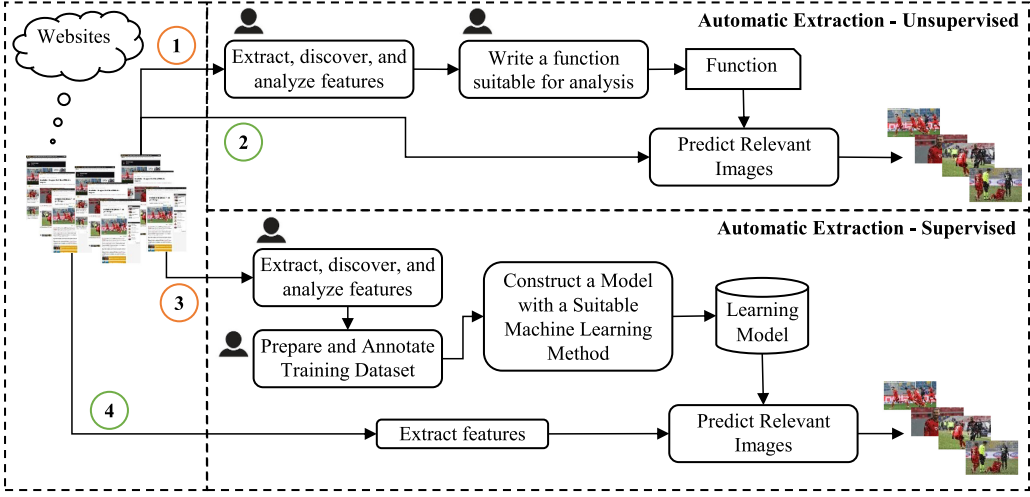 Websites
1
Automatic Extraction - Unsupervised
Extract, discover, and
analyze features
Write a function
suitable for analysis
Function
2
Predict Relevant
Images
Automatic Extraction - Supervised
3
Extract, discover, and
analyze features
Prepare and Annotate
Training Dataset
Construct a Model
with a Suitable
Machine Learning
Method
Learning
Model
4
Extract features
Predict Relevant
Images